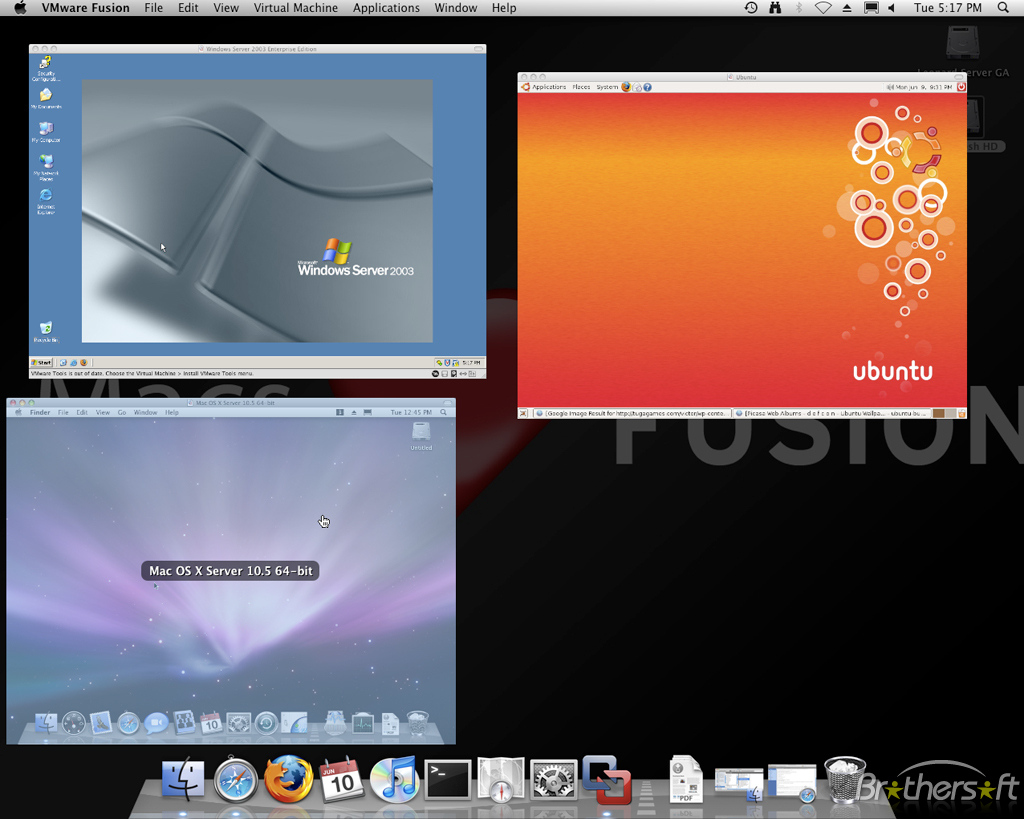 VMware Fusion File Edit View Virtual Machine Applications Window Help Tue 5:17 PM
Windows Server 2003 Enterprise Edition
Security
Configurati...
My Documents
My Computer
My Network
Places
Internet
Explorer
Microsoft
Windows Server 2003
Recycle Bin
Start 5:17 PM
VMware Tools is out of date. Choose the Virtual Machine > Install VMware Tools menu.
Server GA
sh HD
Ubuntu
Applications Places System Mon Jun 9, 9:31 PM
ubuntu
[Google Image Result for http://tugagames.com/victor/wp-conte...
[Picasa Web Albums - d a f c a n - Ubuntu Wallpa... - ubuntu bu...
Macs
FUSION
Mac OS X Server 10.5 64-bit
Finder File Edit View Go Window Help Tue 12:45 PM
Untitled
Mac OS X Server 10.5 64-bit
10
JUN
10
PDF
Brothersoft